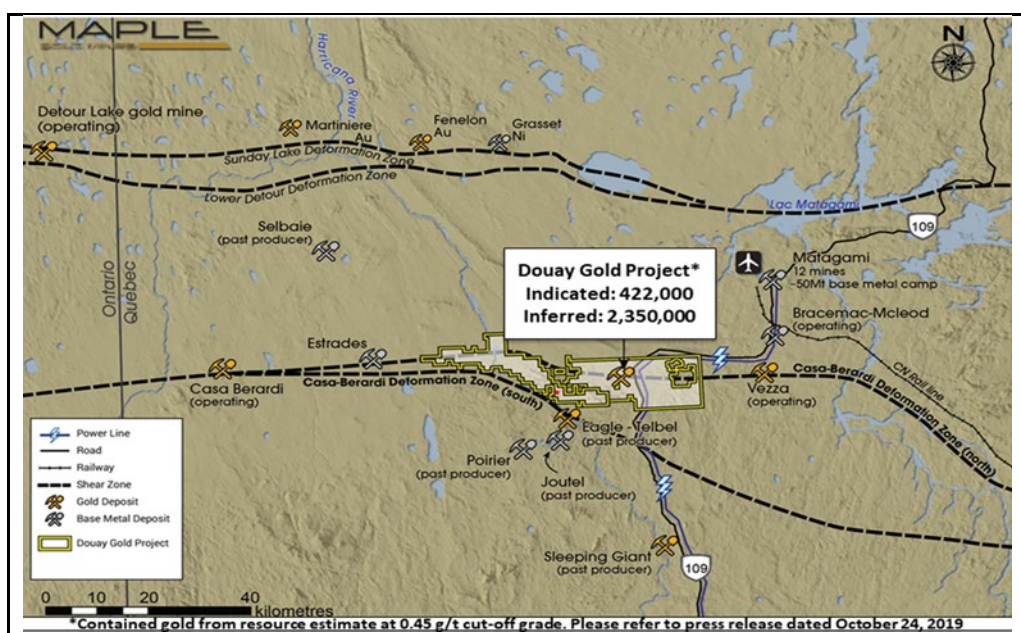 MAPLE
GOLD MINES
N
Harricana River
Detour Lake gold mine
(operating)
Martiniere
Au
Fenelon
Au
Grasset
Ni
Sunday Lake Deformation Zone
Lower Detour Deformation Zone
Lac Matagami
109
Selbaie
(past producer)
Ontario
Quebec
Douay Gold Project*
Indicated: 422,000
Inferred: 2,350,000
Matagami
12 mines
~50Mt base metal camp
Bracemac-Mcleod
(operating)
CN Rail line
Estrades
Casa Berardi
(operating)
Casa-Berardi Deformation Zone (south)
Vezza
(operating)
Casa-Berardi Deformation Zone (north)
Eagle - Telbel
(past producer)
Poirier
(past producer)
Joutel
(past producer)
Sleeping Giant
(past producer)
109
Power Line
Road
Railway
Shear Zone
Gold Deposit
Base Metal Deposit
Douay Gold Project
0 20 40
kilometres
*Contained gold from resource estimate at 0.45 g/t cut-off grade. Please refer to press release dated October 24, 2019